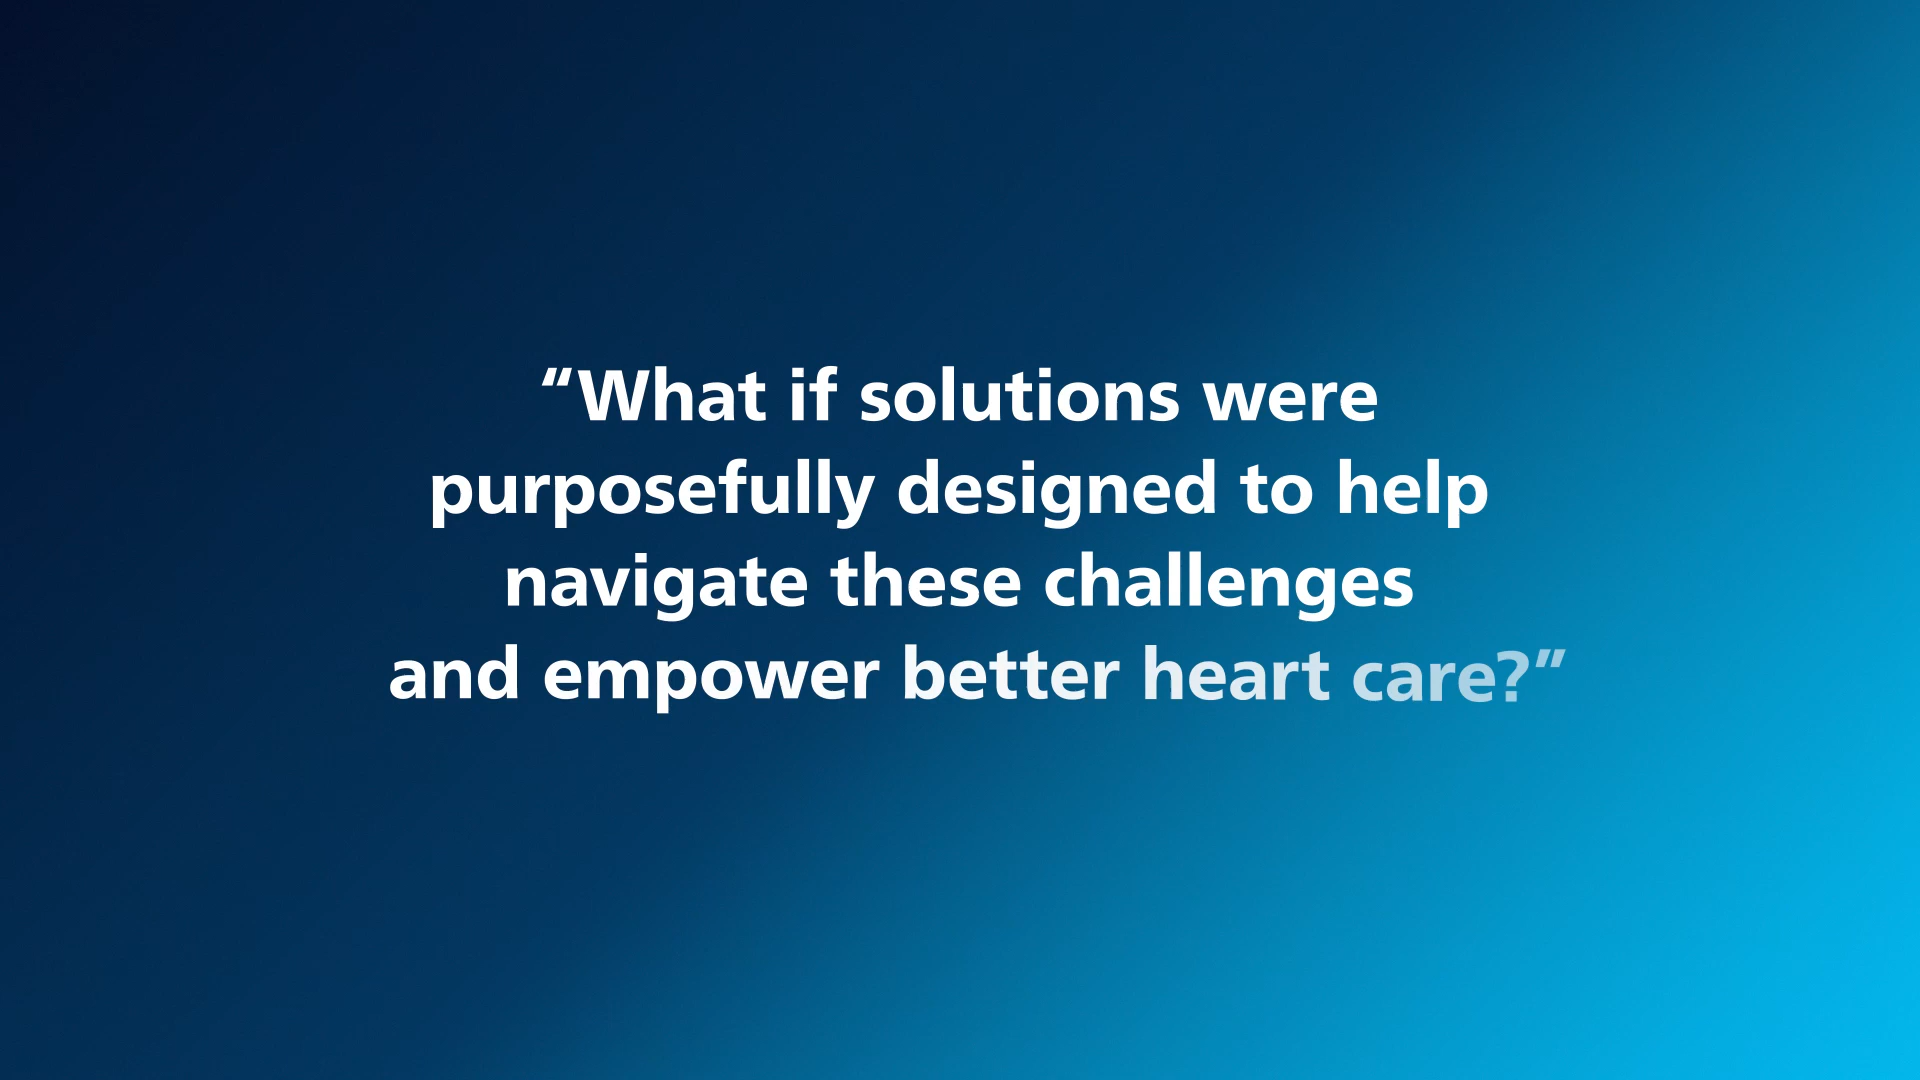 “What if solutions were
purposefully designed to help
navigate these challenges
and empower better heart care?”